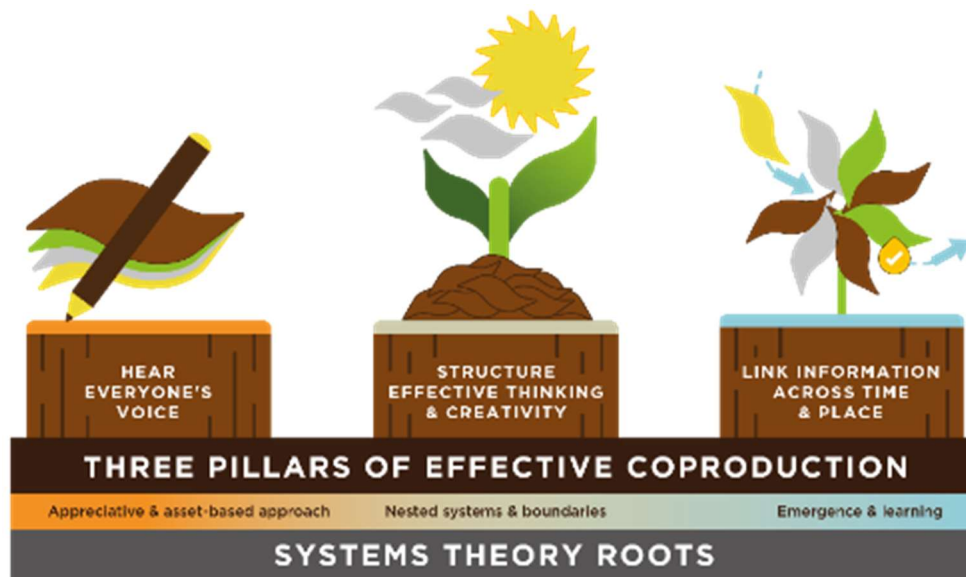 HEAR
EVERYONE'S
VOICE
STRUCTURE
EFFECTIVE THINKING
& CREATIVITY
LINK INFORMATION
ACROSS TIME
& PLACE
THREE PILLARS OF EFFECTIVE COPRODUCTION
Appreciative & asset-based approach
Nested systems & boundaries
Emergence & learning
SYSTEMS THEORY ROOTS